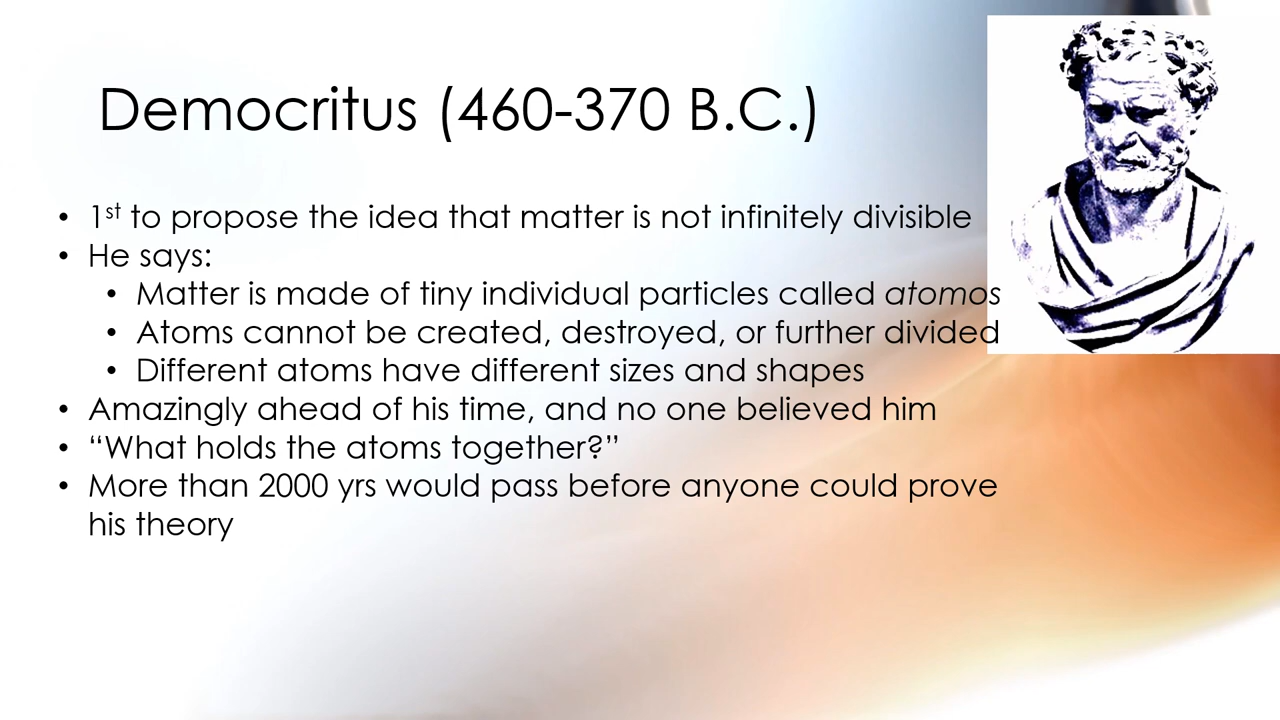 Democritus (460-370 B.C.)
• 1st to propose the idea that matter is not infinitely divisible
• He says:
• Matter is made of tiny individual particles called atomos
• Atoms cannot be created, destroyed, or further divided
• Different atoms have different sizes and shapes
• Amazingly ahead of his time, and no one believed him
• “What holds the atoms together?”
• More than 2000 yrs would pass before anyone could prove
his theory